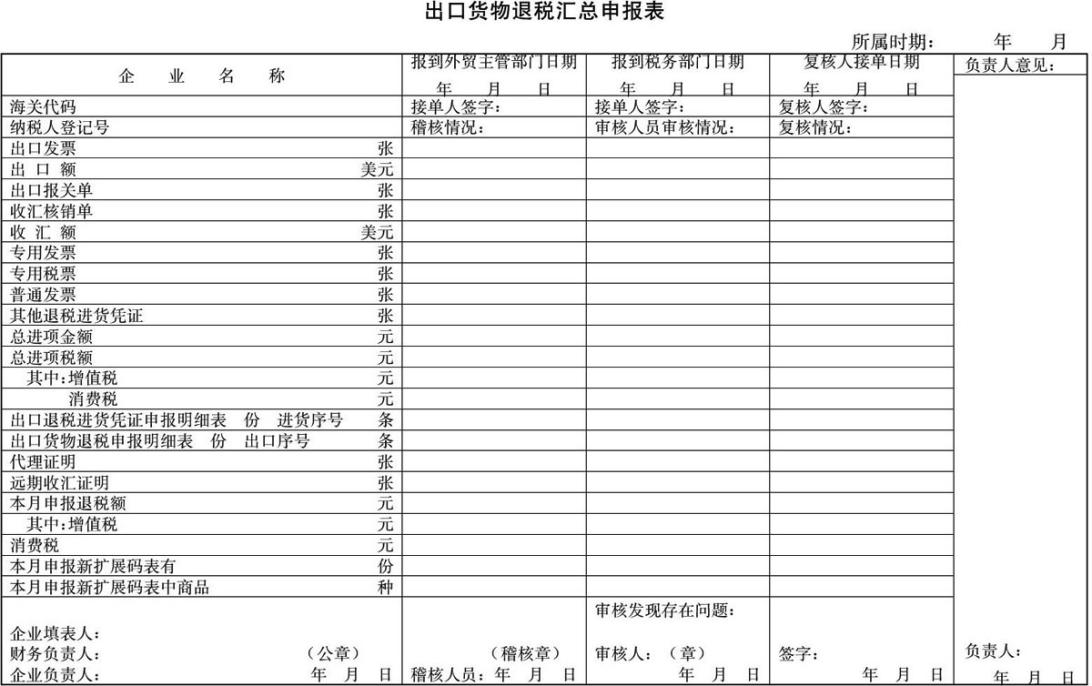 出口货物退税汇总申报表
所属时期： 年 月
企 业 名 称 报到外贸主管部门日期 报到税务部门日期 复核人接单日期 负责人意见：
年 月 日 年 月 日 年 月 日
海关代码 接单人签字： 接单人签字： 复核人签字：
纳税人登记号 稽核情况： 审核人员审核情况： 复核情况：
出口发票 张
出 口 额 美元
出口报关单 张
收汇核销单 张
收 汇 额 美元
专用发票 张
专用税票 张
普通发票 张
其他退税进货凭证 张
总进项金额 元
总进项税额 元
其中:增值税 元
消费税 元
出口退税进货凭证申报明细表 份 进货序号 条
出口货物退税申报明细表 份 出口序号 条
代理证明 张
远期收汇证明 张
本月申报退税额 元
其中:增值税 元
消费税 元
本月申报新扩展码表有 份
本月申报新扩展码表中商品 种
审核发现存在问题：
企业填表人：
财务负责人： （公章） （稽核章） 审核人：（章） 签字： 负责人：
企业负责人： 年 月 日 稽核人员：年 月 日 年 月 日 年 月 日 年 月 日